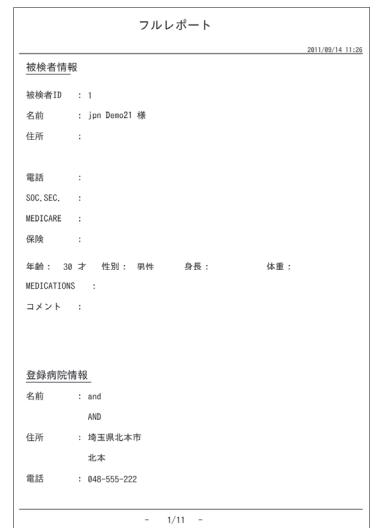 フルレポート
2011/09/14 11:26
被検者情報
被検者ID : 1
名前 : jpn Demo21 様
住所 :
電話 :
SOC.SEC. :
MEDICARE :
保険 :
年齢 : 30 才 性別 : 男性 身長 : 体重 :
MEDICATIONS :
コメント :
登録病院情報
名前 : and
AND
住所 : 埼玉県北本市
北本
電話 : 048-555-222
- 1/11 -